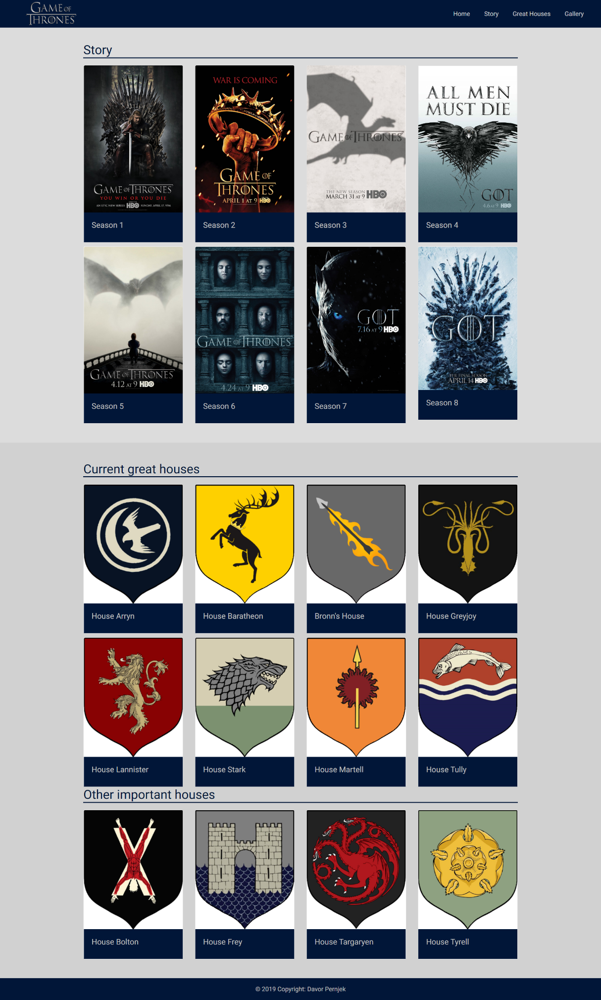 GAME OF
THRONES
Home
Story
Great Houses
Gallery
Story
GAME OF THRONES
YOU WIN OR YOU DIE
AN EPIC NEW SERIES HBO SUNDAY, APRIL 17, 9PM
Season 1
WAR IS COMING
GAME OF
THRONES
APRIL 1 AT 9 HBO
Season 2
GAME OF THRONES
THE NEW SEASON
MARCH 31 AT 9 HBO
Season 3
ALL MEN
MUST DIE
GOT
4.6 AT 9 HBO
Season 4
GAME OF THRONES
4.12 AT 9 HBO
Season 5
GAME OF THRONES
4.24 AT 9 HBO
Season 6
GOT
7.16 AT 9 HBO
Season 7
GOT
THE FINAL SEASON
APRIL 14 HBO
Season 8
Current great houses
House Arryn
House Baratheon
Bronn's House
House Greyjoy
House Lannister
House Stark
House Martell
House Tully
Other important houses
House Bolton
House Frey
House Targaryen
House Tyrell
© 2019 Copyright: Davor Pernjek